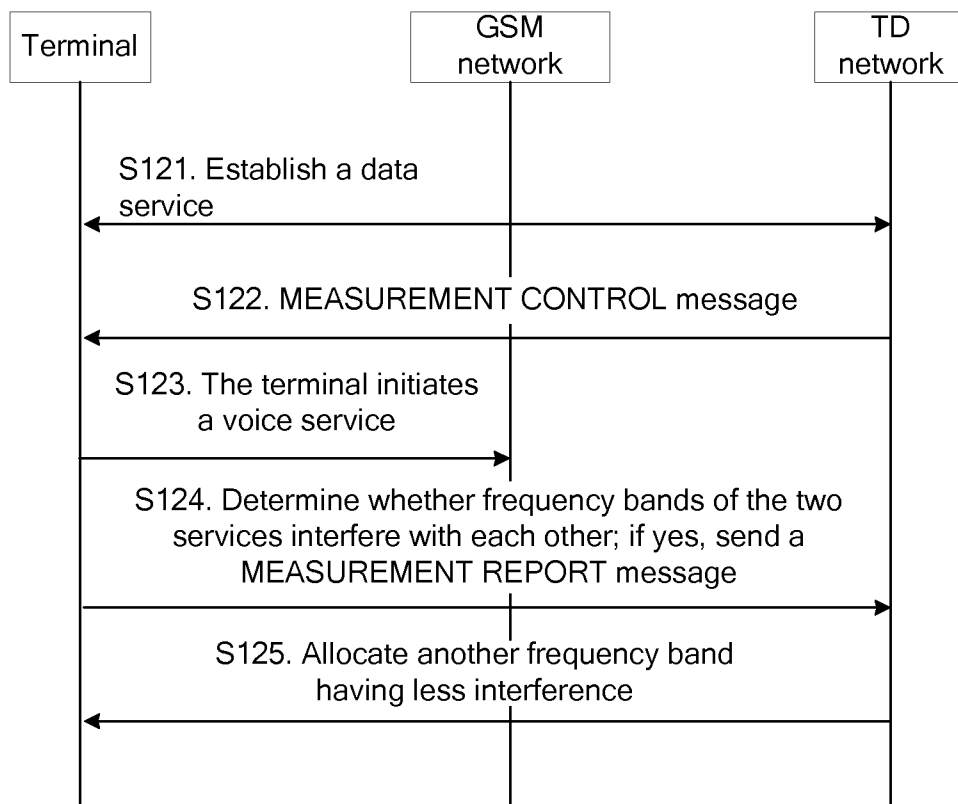 Terminal
GSM
network
TD
network
S121. Establish a data
service
S122. MEASUREMENT CONTROL message
S123. The terminal initiates
a voice service
S124. Determine whether frequency bands of the two
services interfere with each other; if yes, send a
MEASUREMENT REPORT message
S125. Allocate another frequency band
having less interference